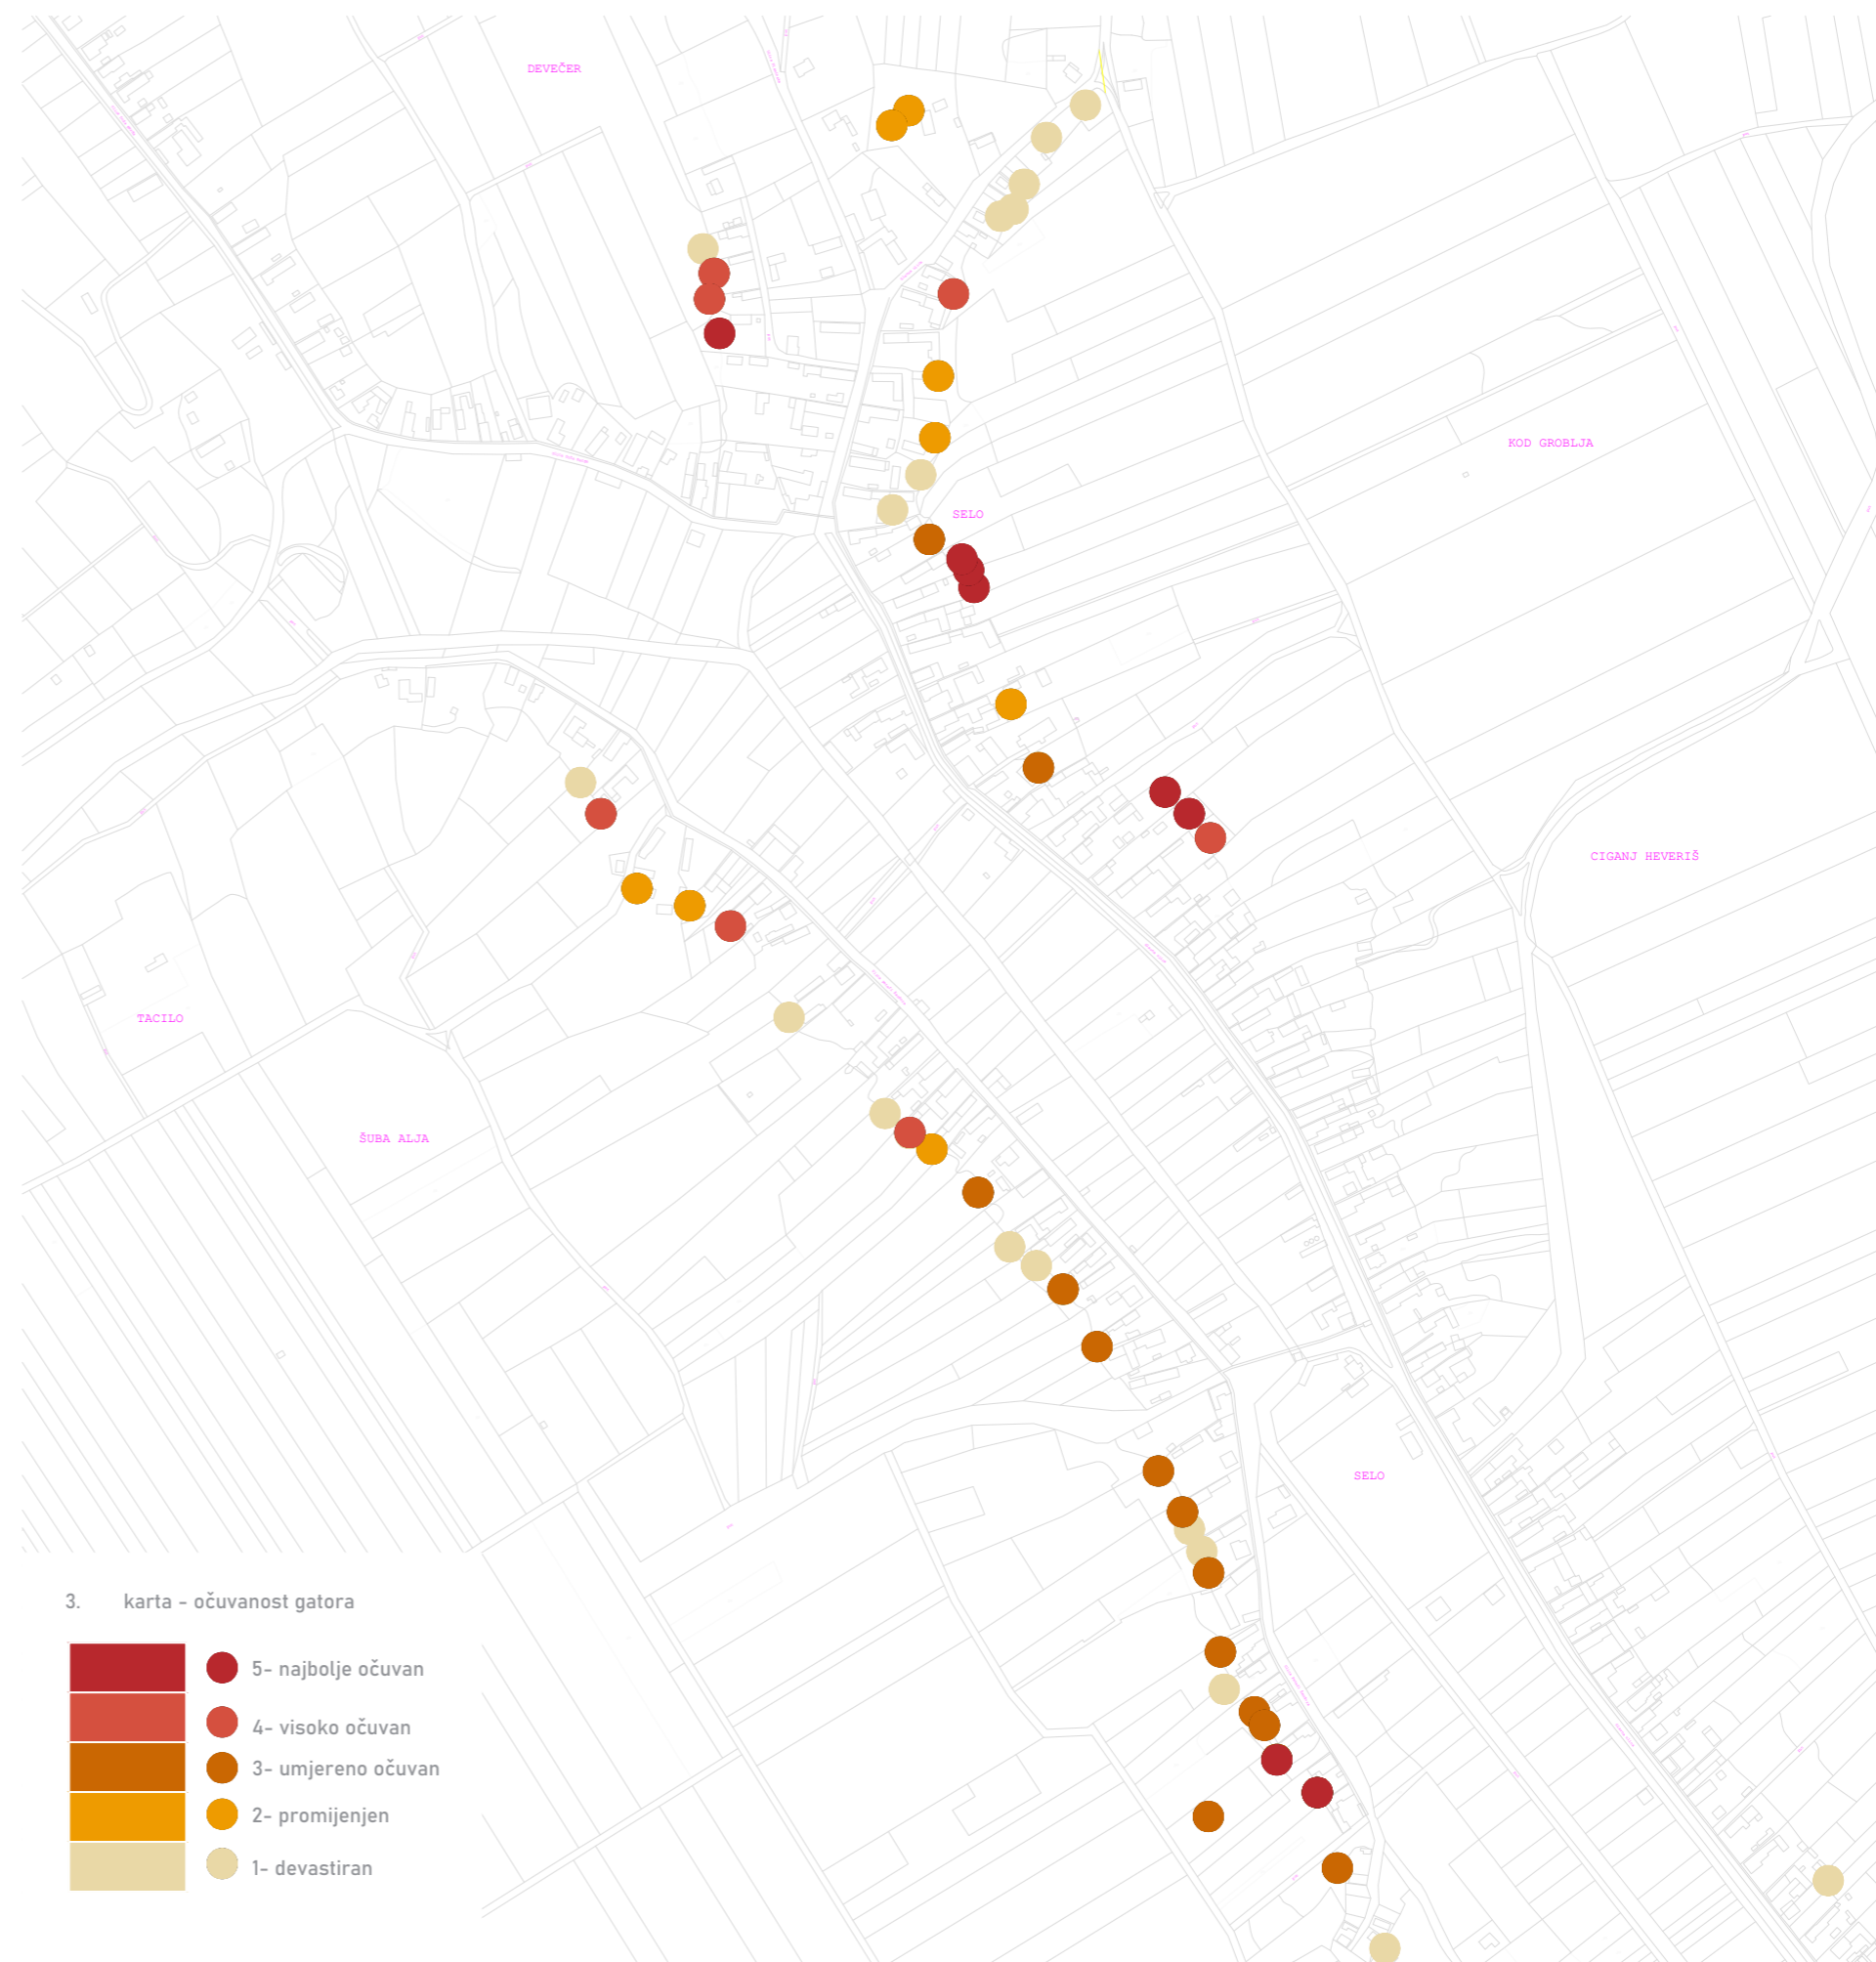 DEVEČER
KOD GROBLJA
SELO
CIGANJ HEVERIŠ
TACILO
ŠUBA ALJA
SELO
3. karta - očuvanost gatora
5- najbolje očuvan
4- visoko očuvan
3- umjereno očuvan
2- promijenjen
1- devastiran